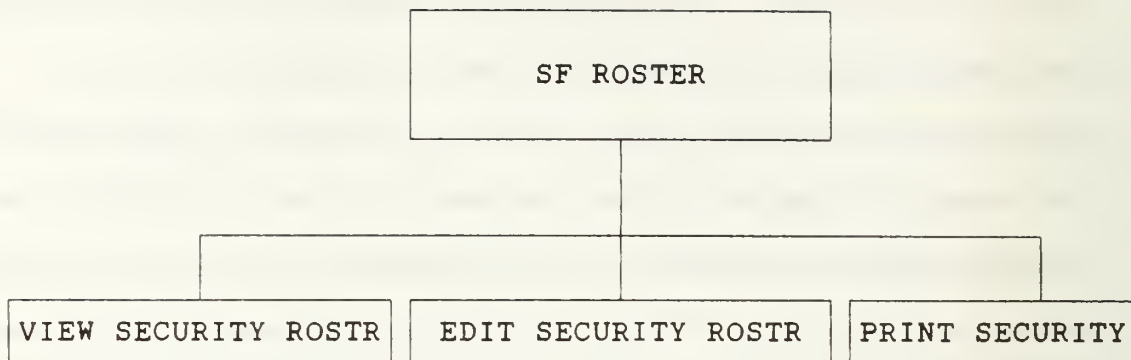 SF ROSTER
VIEW SECURITY ROSTR
EDIT SECURITY ROSTR
PRINT SECURITY